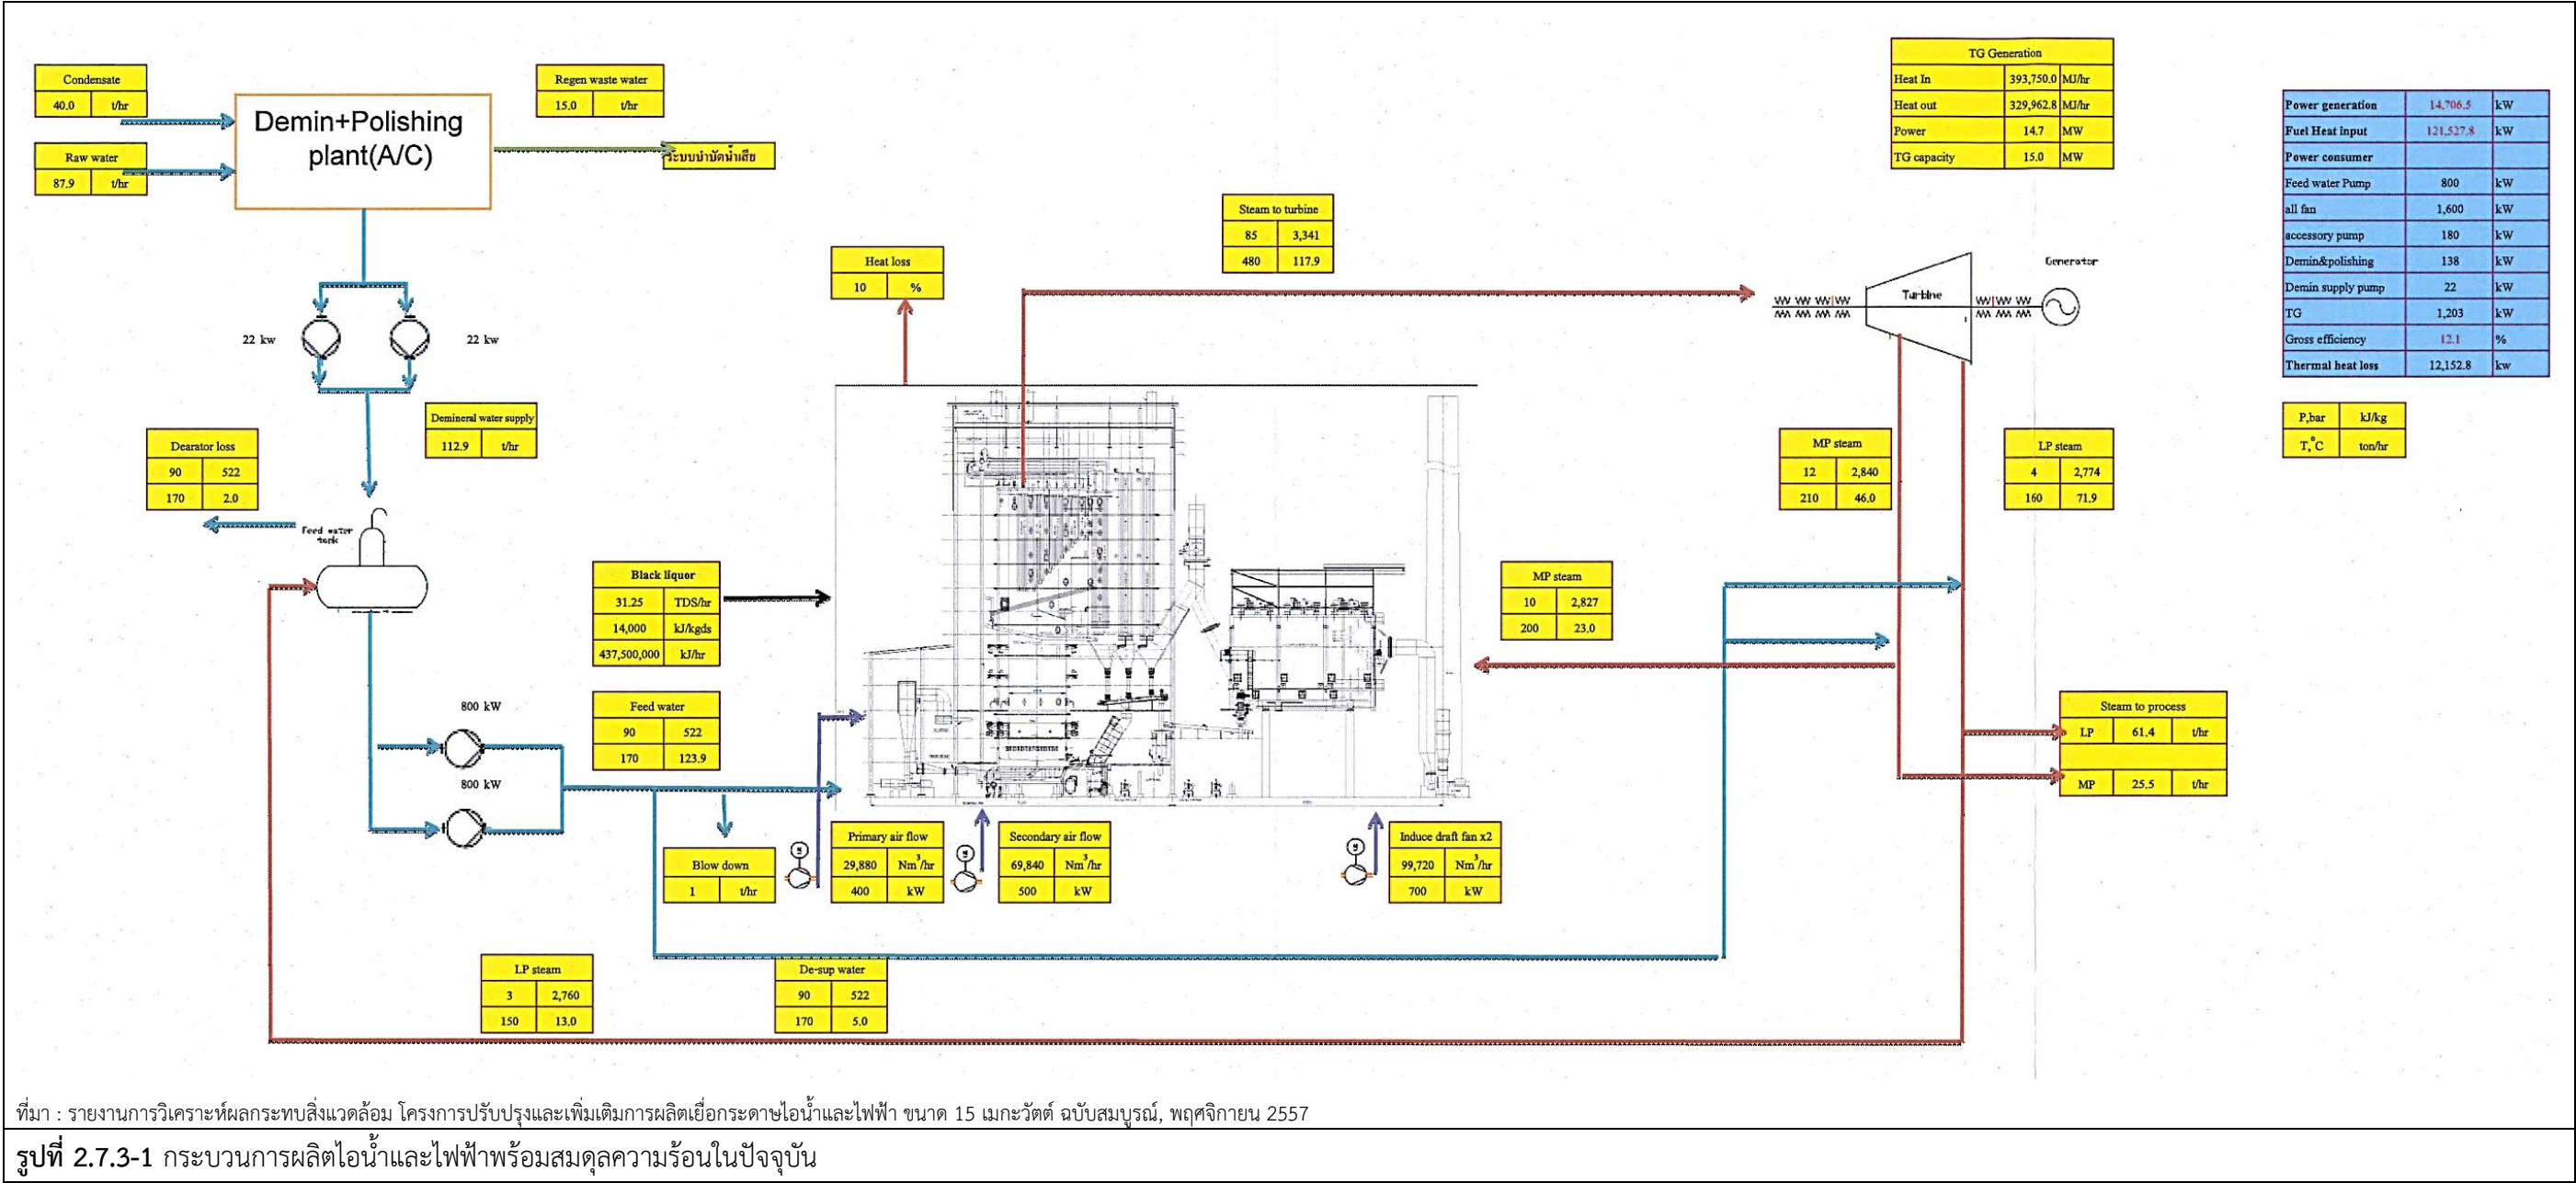 Condensate
40.0 t/hr
Raw water
87.9 t/hr
Demin+Polishing
plant(A/C)
Regen waste water
15.0 t/hr
ระบบบำบัดน้ำเสีย
TG Generation
Heat In 393,750.0 MJ/hr
Heat out 329,962.8 MJ/hr
Power 14.7 MW
TG capacity 15.0 MW
Power generation 14,706.5 kW
Fuel Heat input 121,527.8 kW
Power consumer
Feed water Pump 800 kW
all fan 1,600 kW
accessory pump 180 kW
Demin&polishing 138 kW
Demin supply pump 22 kW
TG 1,203 kW
Gross efficiency 12.1 %
Thermal heat loss 12,152.8 kw
P,bar kJ/kg
T,°C ton/hr
Steam to turbine
85 3,341
480 117.9
Heat loss
10 %
Turbine
Generator
22 kw
22 kw
Demineral water supply
112.9 t/hr
Dearator loss
90 522
170 2.0
Feed water
tank
MP steam
12 2,840
210 46.0
LP steam
4 2,774
160 71.9
Black liquor
31.25 TDS/hr
14,000 kJ/kgds
437,500,000 kJ/hr
MP steam
10 2,827
200 23.0
800 kW
800 kW
Feed water
90 522
170 123.9
Steam to process
LP 61.4 t/hr
MP 25.5 t/hr
Blow down
1 t/hr
Primary air flow
29,880 Nm³/hr
400 kW
Secondary air flow
69,840 Nm³/hr
500 kW
Induce draft fan x2
99,720 Nm³/hr
700 kW
LP steam
3 2,760
150 13.0
De-sup water
90 522
170 5.0
ที่มา : รายงานการวิเคราะห์ผลกระทบสิ่งแวดล้อม โครงการปรับปรุงและเพิ่มเติมการผลิตเยื่อกระดาษไอน้ำและไฟฟ้า ขนาด 15 เมกะวัตต์ ฉบับสมบูรณ์, พฤศจิกายน 2557
รูปที่ 2.7.3-1 กระบวนการผลิตไอน้ำและไฟฟ้าพร้อมสมดุลความร้อนในปัจจุบัน